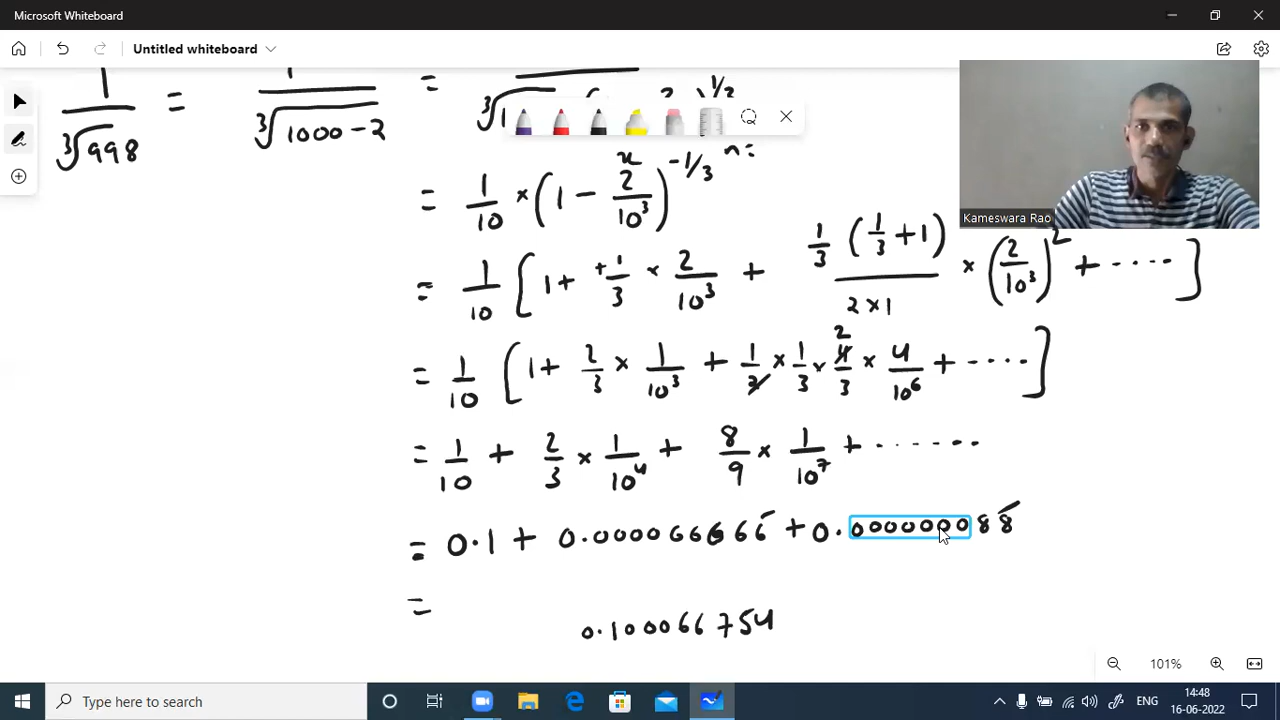 Microsoft Whiteboard
Untitled whiteboard
1/∛998 = 1/∛(1000-2) =
= 1/10 × (1 - 2/10³)^(-1/3) n=
x
= 1/10 [1 + +1/3 × 2/10³ + 1/3 (1/3 + 1)/(2×1) × (2/10³)² + ....]
= 1/10 [1 + 2/3 × 1/10³ + 1/2 × 1/3 × 4/3 × 4/10⁶ + ....]
2
= 1/10 + 2/3 × 1/10⁴ + 8/9 × 1/10⁷ + ......
= 0.1 + 0.000066666 + 0.000000088
=
0.100066754
Kameswara Rao
101%
Type here to search
ENG
14:48
16-06-2022